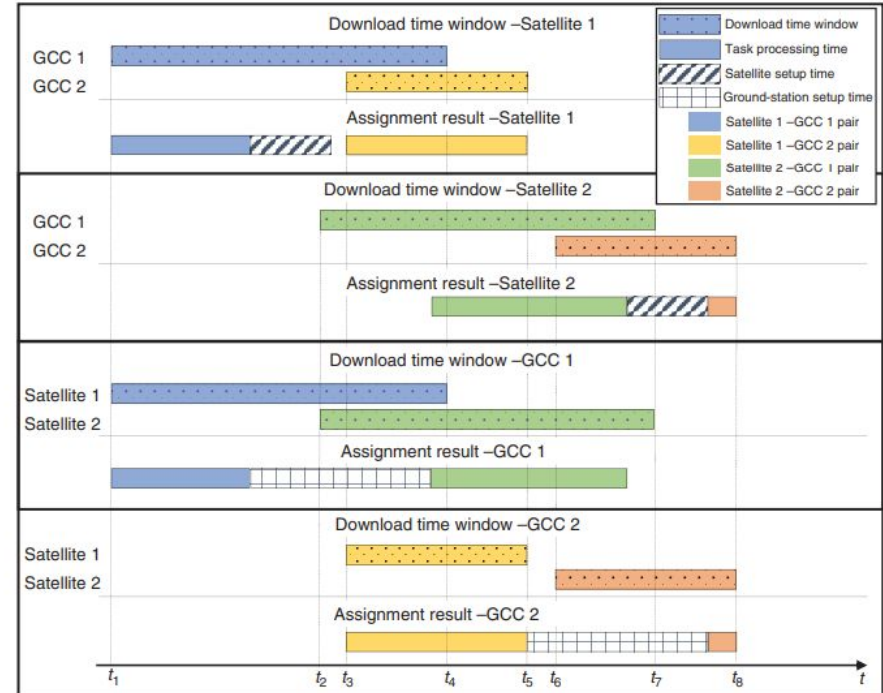 Download time window –Satellite 1
GCC 1
GCC 2
Assignment result –Satellite 1
Download time window
Task processing time
Satellite setup time
Ground-station setup time
Satellite 1 –GCC 1 pair
Satellite 1 –GCC 2 pair
Satellite 2 –GCC 1 pair
Satellite 2 –GCC 2 pair
Download time window –Satellite 2
GCC 1
GCC 2
Assignment result –Satellite 2
Download time window –GCC 1
Satellite 1
Satellite 2
Assignment result –GCC 1
Download time window –GCC 2
Satellite 1
Satellite 2
Assignment result –GCC 2
t1 t2 t3 t4 t5 t6 t7 t8 t